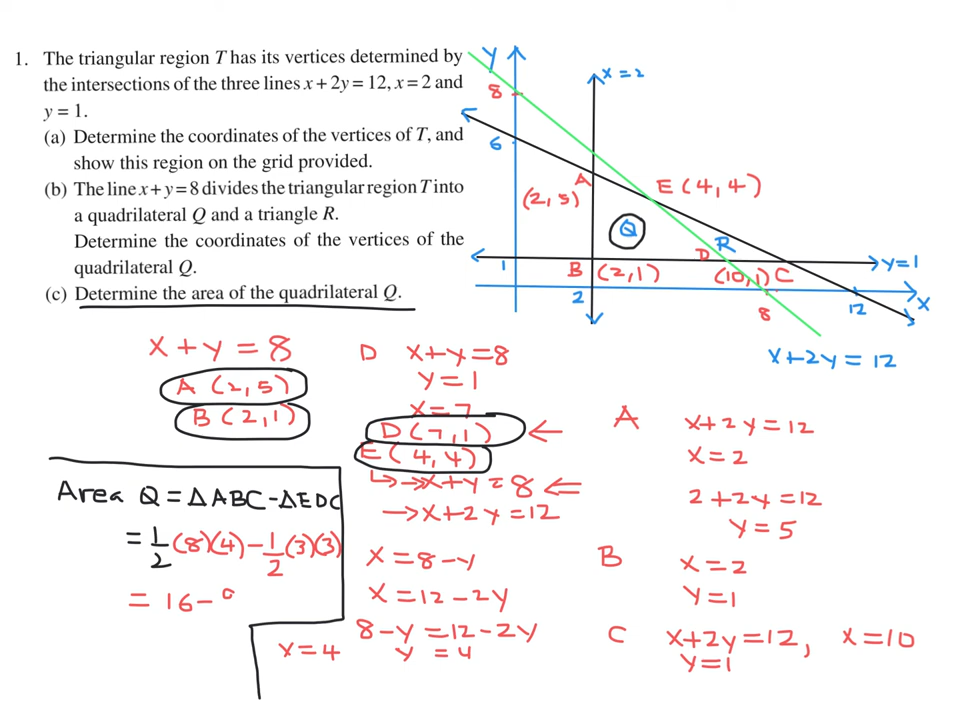 1. The triangular region T has its vertices determined by
the intersections of the three lines x + 2y = 12, x = 2 and
y = 1.
(a) Determine the coordinates of the vertices of T, and
show this region on the grid provided.
(b) The line x + y = 8 divides the triangular region T into
a quadrilateral Q and a triangle R.
Determine the coordinates of the vertices of the
quadrilateral Q.
(c) Determine the area of the quadrilateral Q.
Y
x = 2
8
6
A
(2, 5)
E (4, 4)
Q
R
D
1
B (2, 1)
(10, 1) C
y = 1
2
8
12
X
x + 2y = 12
x + y = 8
A (2, 5)
B (2, 1)
D x + y = 8
y = 1
x = 7
D (7, 1) ←
E (4, 4)
↳ → x + y = 8 ⇐
→ x + 2y = 12
x = 8 - y
x = 12 - 2y
8 - y = 12 - 2y
y = 4
x = 4
Area Q = ΔABC - ΔEDC
= 1/2 (8)(4) - 1/2 (3)(3)
= 16 - 9
A x + 2y = 12
x = 2
2 + 2y = 12
y = 5
B x = 2
y = 1
C x + 2y = 12, x = 10
y = 1